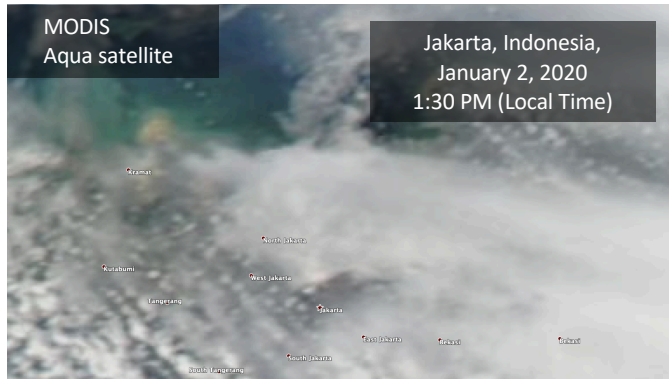 MODIS
Aqua satellite
Jakarta, Indonesia,
January 2, 2020
1:30 PM (Local Time)
Kramat
North Jakarta
Kutabumi
West Jakarta
Tangerang
Jakarta
East Jakarta
Bekasi
Bekasi
South Jakarta
South Tangerang